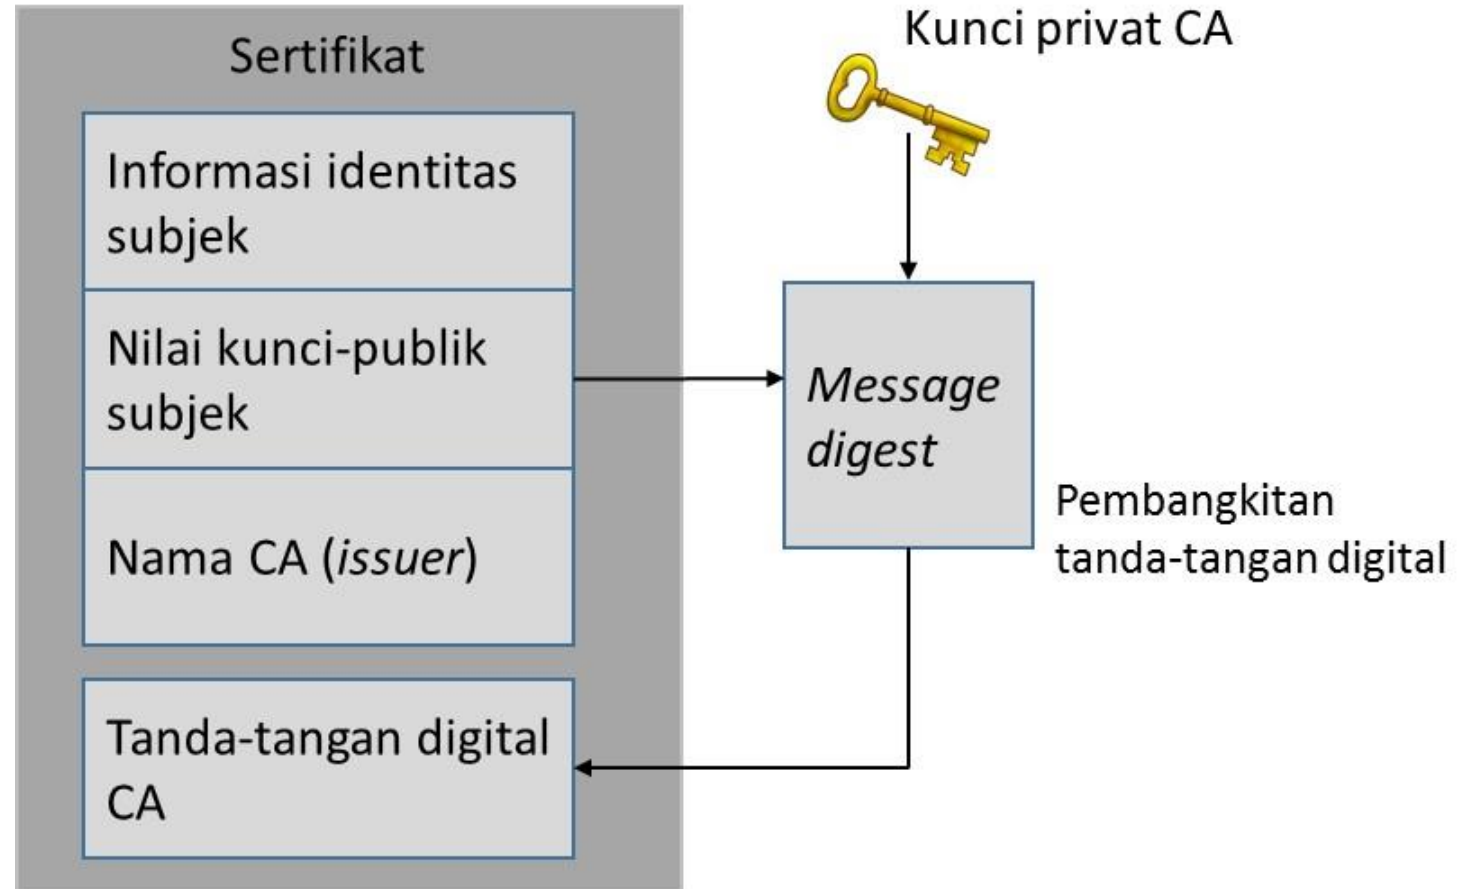 Sertifikat
Informasi identitas
subjek
Nilai kunci-publik
subjek
Nama CA (issuer)
Tanda-tangan digital
CA
Kunci privat CA
Message
digest
Pembangkitan
tanda-tangan digital